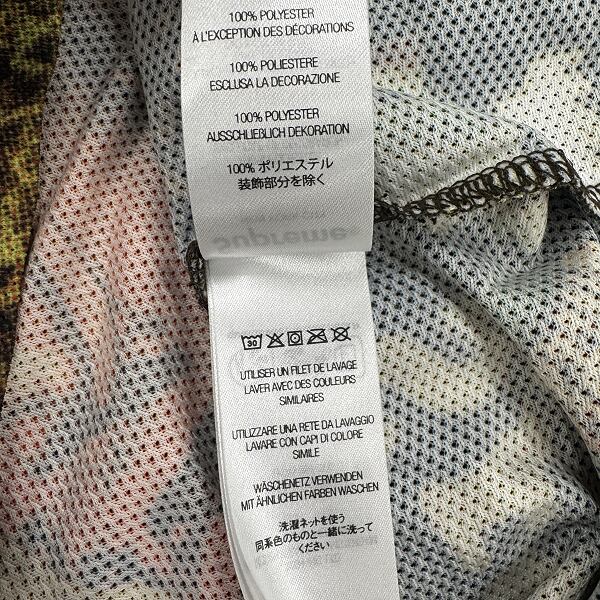 100% POLYESTER
À L'EXCEPTION DES DÉCORATIONS
100% POLIESTERE
ESCLUSA LA DECORAZIONE
100% POLYESTER
AUSSCHLIEßLICH DEKORATION
100% ポリエステル
装飾部分を除く
Supreme
30
UTILISER UN FILET DE LAVAGE
LAVER AVEC DES COULEURS
SIMILAIRES
UTILIZZARE UNA RETE DA LAVAGGIO
LAVARE CON CAPI DI COLORE
SIMILE
WÄSCHENETZ VERWENDEN
MIT ÄHNLICHEN FARBEN WASCHEN
洗濯ネットを使う
同系色のものと一緒に洗って
ください